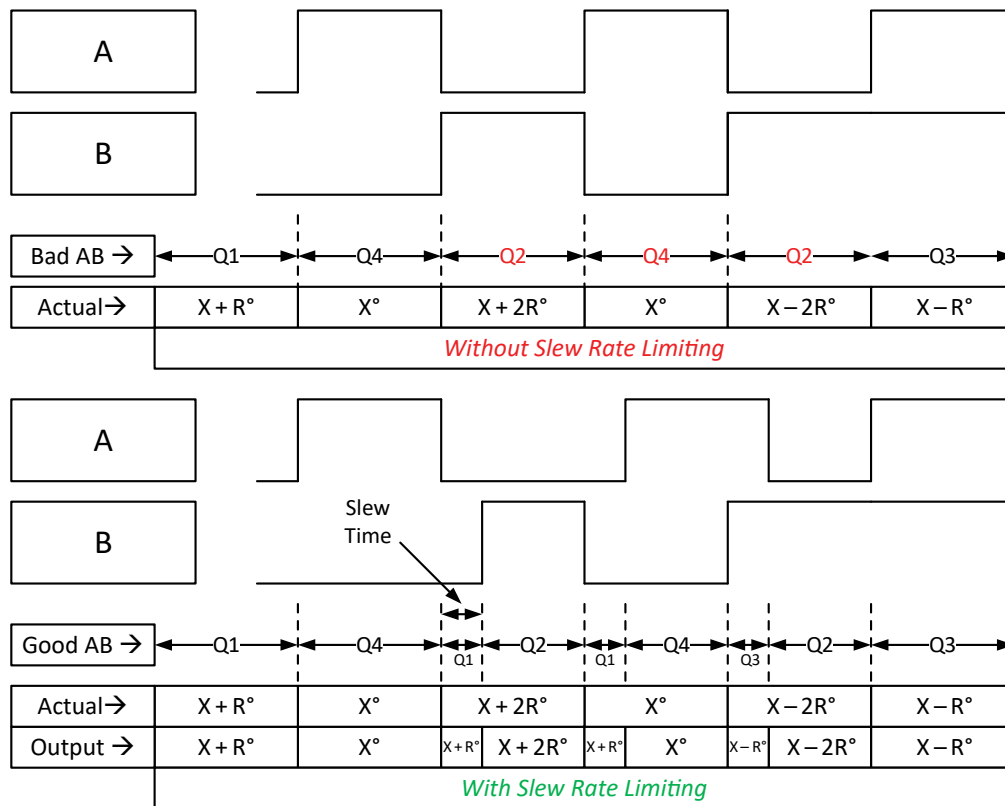 A
B
Bad AB → Q1 Q4 Q2 Q4 Q2 Q3
Actual→ X + R° X° X + 2R° X° X – 2R° X – R°
Without Slew Rate Limiting
A
B
Slew
Time
Good AB → Q1 Q4 Q1 Q2 Q1 Q4 Q3 Q2 Q3
Actual→ X + R° X° X + 2R° X° X – 2R° X – R°
Output → X + R° X° X + R° X + 2R° X + R° X° X – R° X – 2R° X – R°
With Slew Rate Limiting